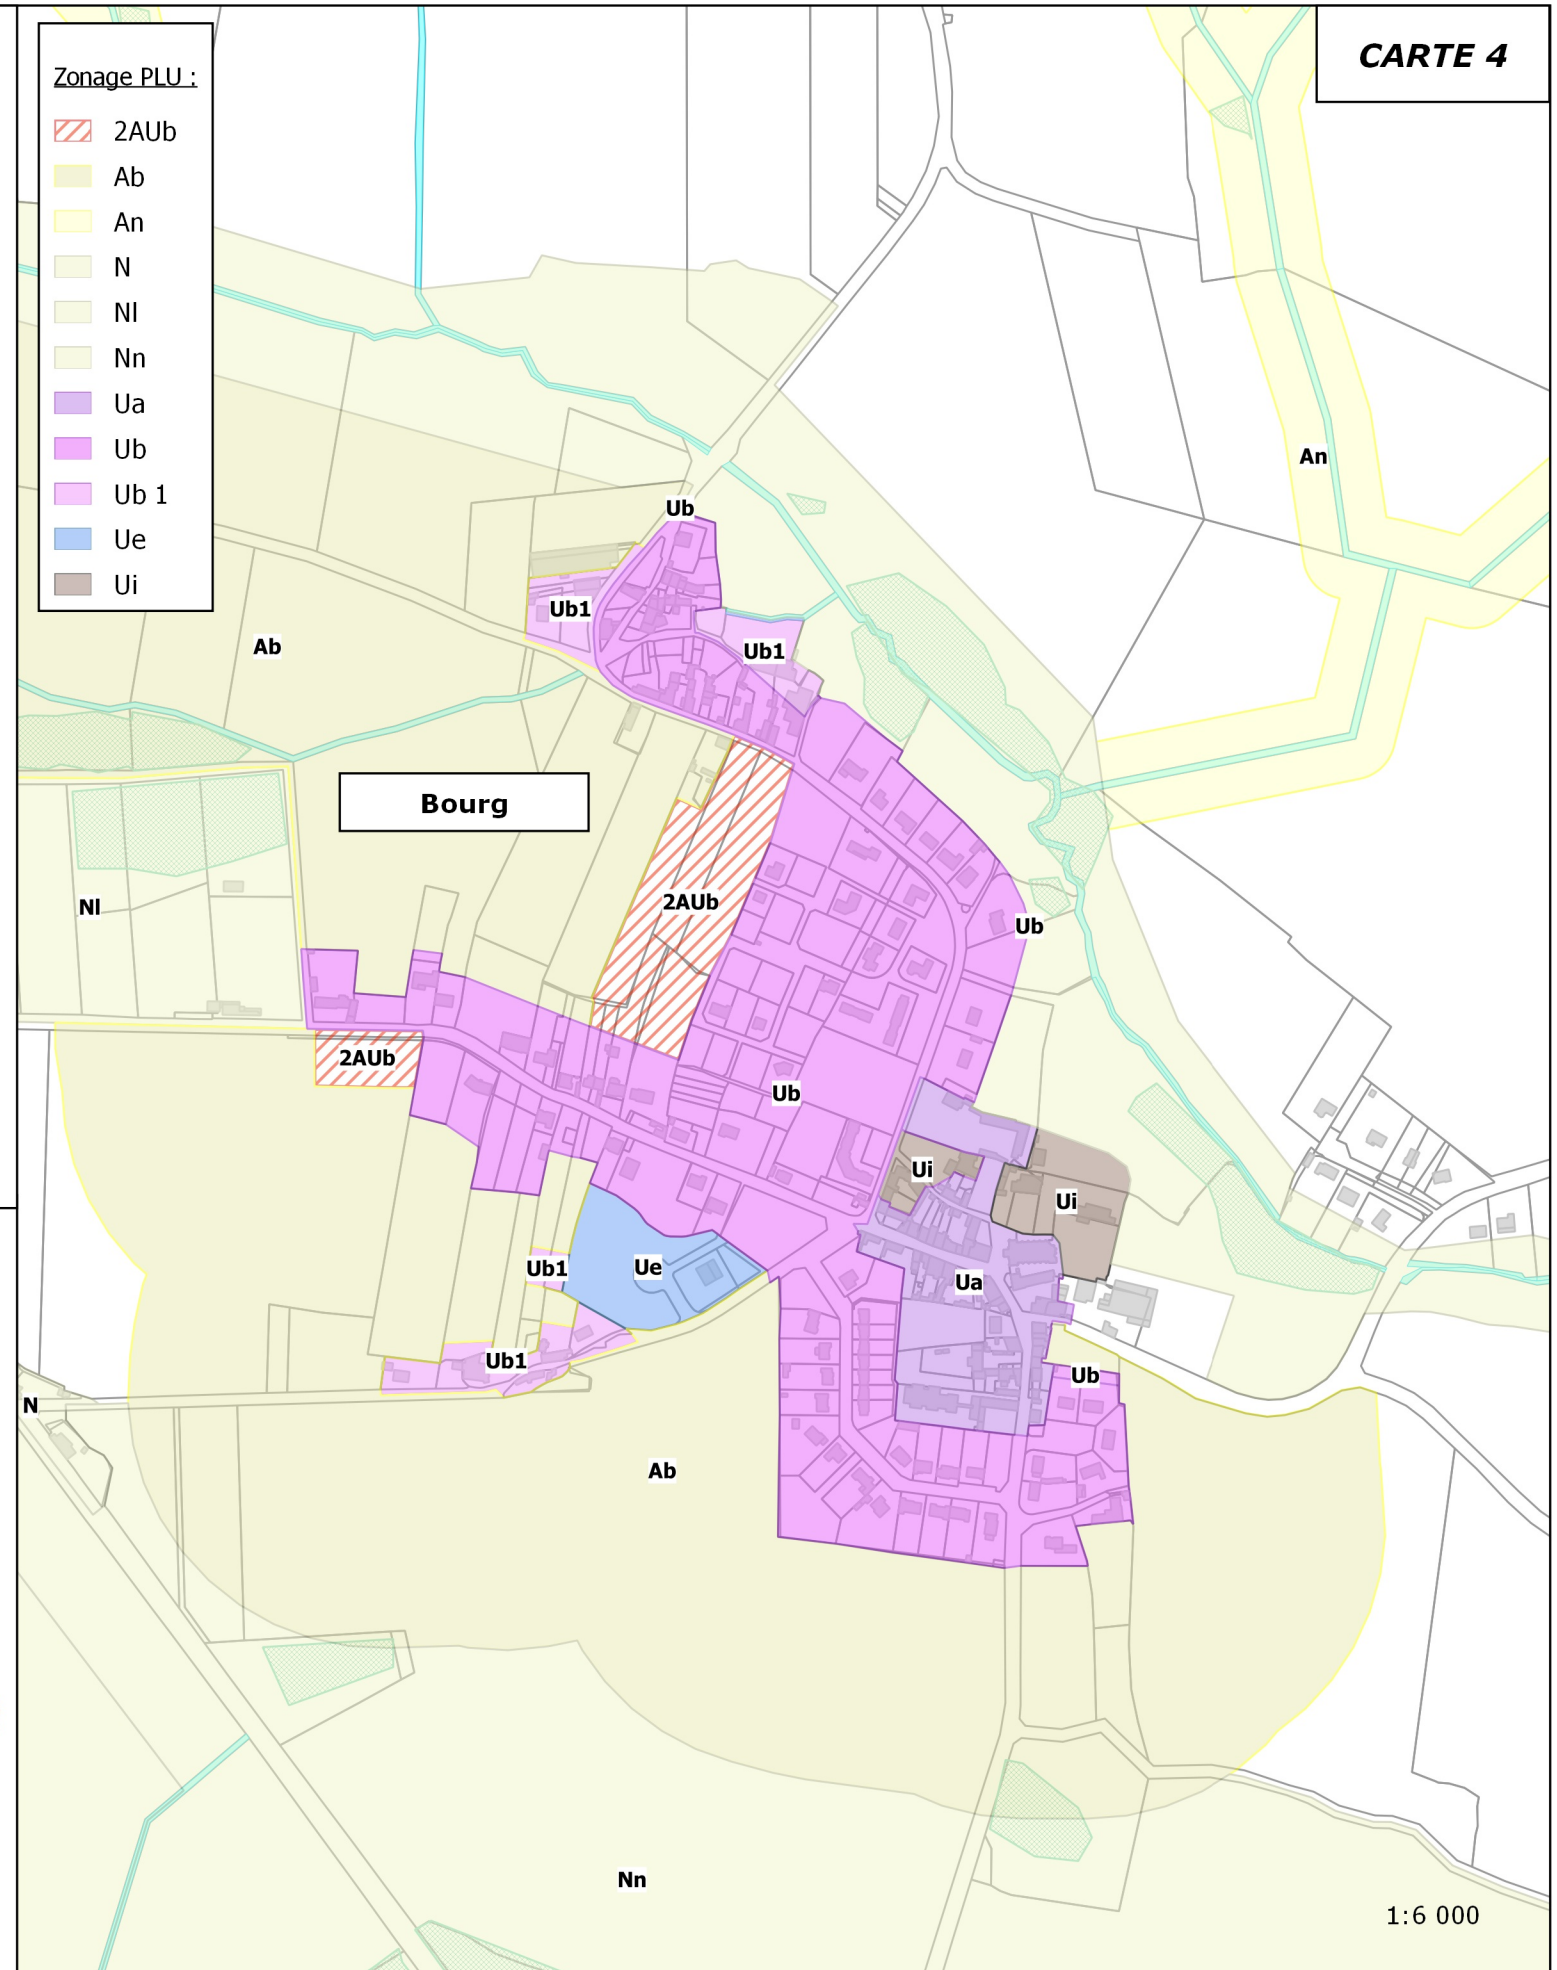 CARTE 4
Zonage PLU :
2AUb
Ab
An
N
Nl
Nn
Ua
Ub
Ub 1
Ue
Ui
An
Ub
Ub1
Ub1
Ab
Bourg
2AUb
Nl
Ub
2AUb
Ub
Ui
Ui
Ub1
Ue
Ua
Ub1
Ub
N
Ab
Nn
1:6 000